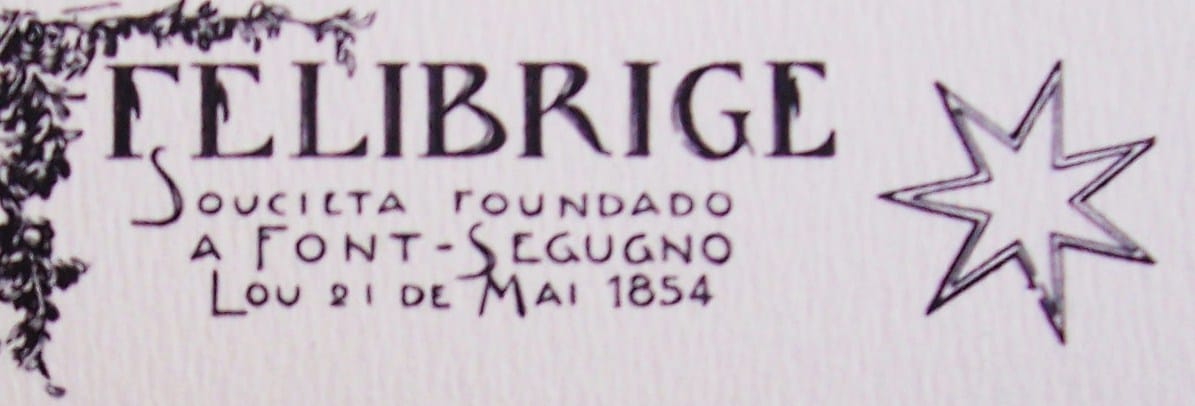 FELIBRIGE
SOUCIETA FOUNDADO
A FONT-SEGUGNO
LOU 21 DE MAI 1854